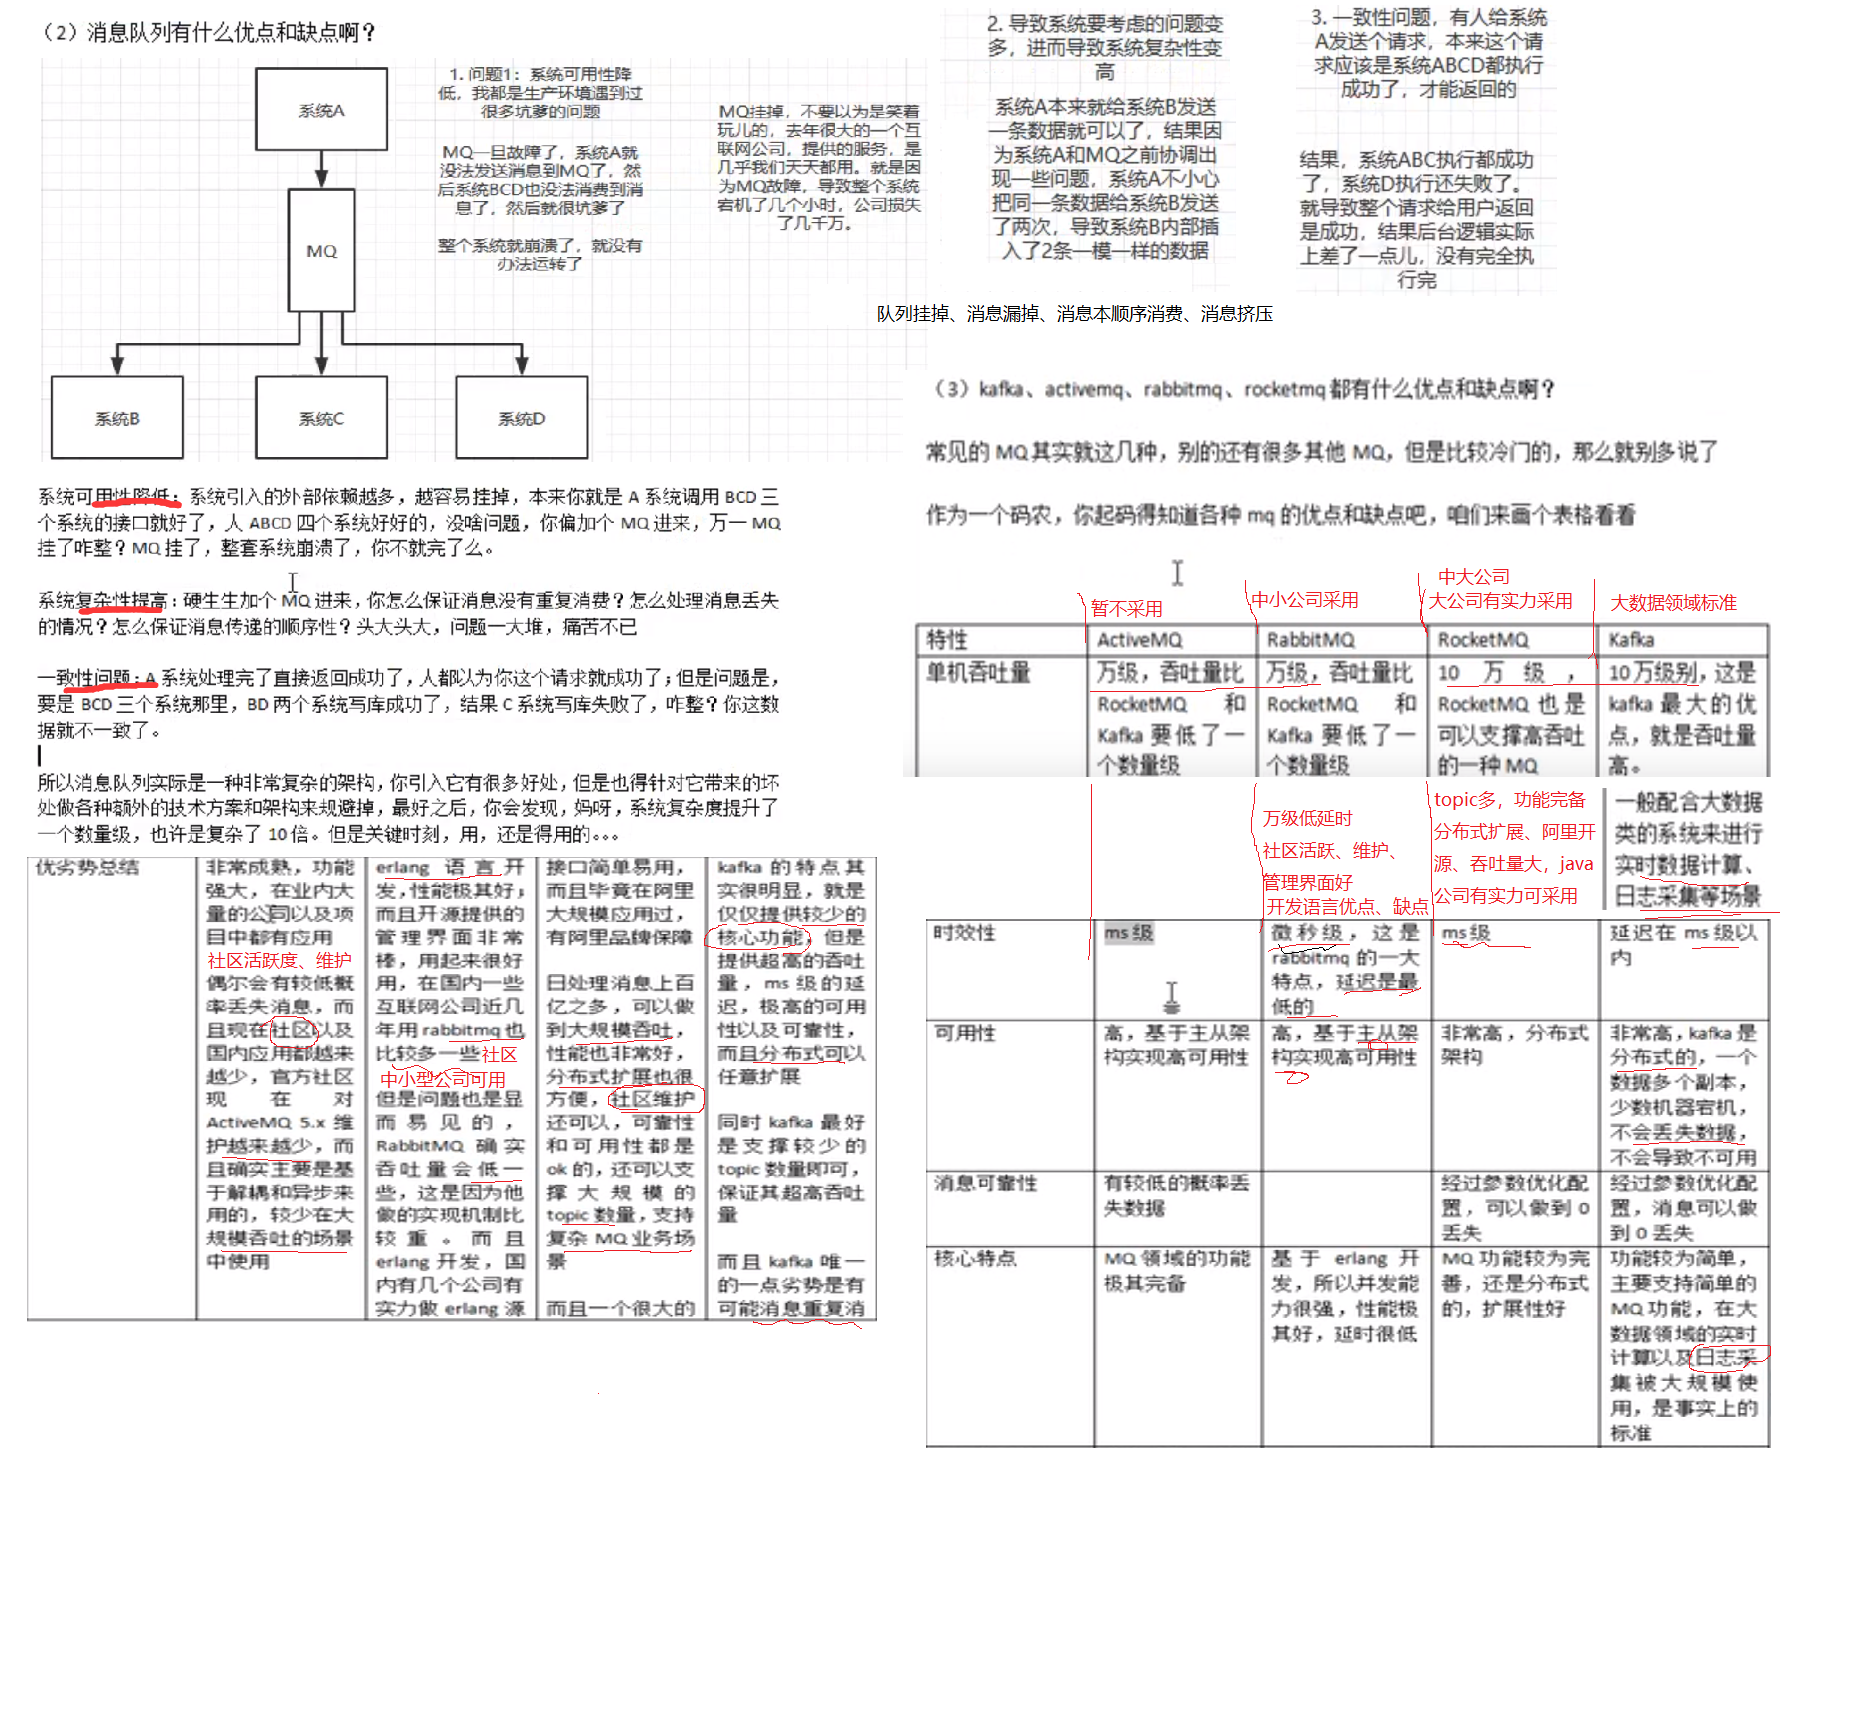 （2）消息队列有什么优点和缺点啊？
系统A
MQ
系统B
系统C
系统D
1. 问题1：系统可用性降
低，我都是生产环境遇到过
很多坑爹的问题
MQ一旦故障了，系统A就
没法发送消息到MQ了，然
后系统BCD也没法消费到消
息了，然后就很坑爹了
整个系统就崩溃了，就没有
办法运转了
MQ挂掉，不要以为是笑着
玩儿的，去年很大的一个互
联网公司，提供的服务，是
几乎我们天天都用。就是因
为MQ故障，导致整个系统
宕机了几个小时，公司损失
了几千万。
2. 导致系统要考虑的问题变
多，进而导致系统复杂性变
高
系统A本来就给系统B发送
一条数据就可以了，结果因
为系统A和MQ之前协调出
现一些问题，系统A不小心
把同一条数据给系统B发送
了两次，导致系统B内部插
入了2条一模一样的数据
3. 一致性问题，有人给系统
A发送个请求，本来这个请
求应该是系统ABCD都执行
成功了，才能返回的
结果，系统ABC执行都成功
了，系统D执行还失败了。
就导致整个请求给用户返回
是成功，结果后台逻辑实际
上差了一点儿，没有完全执
行完
队列挂掉、消息漏掉、消息本顺序消费、消息挤压
系统可用性降低：系统引入的外部依赖越多，越容易挂掉，本来你就是 A 系统调用 BCD 三
个系统的接口就好了，人 ABCD 四个系统好好的，没啥问题，你偏加个 MQ 进来，万一 MQ
挂了咋整？MQ 挂了，整套系统崩溃了，你不就完了么。
系统复杂性提高：硬生生加个 MQ 进来，你怎么保证消息没有重复消费？怎么处理消息丢失
的情况？怎么保证消息传递的顺序性？头大头大，问题一大堆，痛苦不已
一致性问题：A 系统处理完了直接返回成功了，人都以为你这个请求就成功了；但是问题是，
要是 BCD 三个系统那里，BD 两个系统写库成功了，结果 C 系统写库失败了，咋整？你这数
据就不一致了。
所以消息队列实际是一种非常复杂的架构，你引入它有很多好处，但是也得针对它带来的坏
处做各种额外的技术方案和架构来规避掉，最好之后，你会发现，妈呀，系统复杂度提升了
一个数量级，也许是复杂了 10 倍。但是关键时刻，用，还是得用的。。。
优劣势总结
非常成熟，功能
强大，在业内大
量的公司以及项
目中都有应用
社区活跃度、维护
偶尔会有较低概
率丢失消息，而
且现在社区以及
国内应用都越来
越少，官方社区
现在对
ActiveMQ 5.x 维
护越来越少，而
且确实主要是基
于解耦和异步来
用的，较少在大
规模吞吐的场景
中使用
erlang 语言开
发，性能极其好；
而且开源提供的
管理界面非常
棒，用起来很好
用，在国内一些
互联网公司近几
年用 rabbitmq 也
比较多一些社区
中小型公司可用
但是问题也是显
而易见的，
RabbitMQ 确实
吞吐量会低一
些，这是因为他
做的实现机制比
较重。而且
erlang 开发，国
内有几个公司有
实力做 erlang 源
接口简单易用，
而且毕竟在阿里
大规模应用过，
有阿里品牌保障
日处理消息上百
亿之多，可以做
到大规模吞吐，
性能也非常好，
分布式扩展也很
方便，社区维护
还可以，可靠性
和可用性都是
ok 的，还可以支
撑大规模的
topic 数量，支持
复杂 MQ 业务场
景
而且一个很大的
kafka 的特点其
实很明显，就是
仅仅提供较少的
核心功能，但是
提供超高的吞吐
量，ms 级的延
迟，极高的可用
性以及可靠性，
而且分布式可以
任意扩展
同时 kafka 最好
是支撑较少的
topic 数量即可，
保证其超高吞吐
量
而且 kafka 唯一
的一点劣势是有
可能消息重复消
（3）kafka、activemq、rabbitmq、rocketmq 都有什么优点和缺点啊？
常见的 MQ 其实就这几种，别的还有很多其他 MQ，但是比较冷门的，那么就别多说了
作为一个码农，你起码得知道各种 mq 的优点和缺点吧，咱们来画个表格看看
暂不采用
中小公司采用
中大公司
大公司有实力采用
大数据领域标准
特性
ActiveMQ
RabbitMQ
RocketMQ
Kafka
单机吞吐量
万级，吞吐量比
RocketMQ 和
Kafka 要低了一
个数量级
万级，吞吐量比
RocketMQ 和
Kafka 要低了一
个数量级
10 万级，
RocketMQ 也是
可以支撑高吞吐
的一种 MQ
10 万级别，这是
kafka 最大的优
点，就是吞吐量
高。
万级低延时
社区活跃、维护、
管理界面好
开发语言优点、缺点
topic多，功能完备
分布式扩展、阿里开
源、吞吐量大，java
公司有实力可采用
一般配合大数据
类的系统来进行
实时数据计算、
日志采集等场景
时效性
ms 级
微秒级，这是
rabbitmq 的一大
特点，延迟是最
低的
ms 级
延迟在 ms 级以
内
可用性
高，基于主从架
构实现高可用性
高，基于主从架
构实现高可用性
非常高，分布式
架构
非常高，kafka 是
分布式的，一个
数据多个副本，
少数机器宕机，
不会丢失数据，
不会导致不可用
消息可靠性
有较低的概率丢
失数据
经过参数优化配
置，可以做到 0
丢失
经过参数优化配
置，消息可以做
到 0 丢失
核心特点
MQ 领域的功能
极其完备
基于 erlang 开
发，所以并发能
力很强，性能极
其好，延时很低
MQ 功能较为完
善，还是分布式
的，扩展性好
功能较为简单，
主要支持简单的
MQ 功能，在大
数据领域的实时
计算以及日志采
集被大规模使
用，是事实上的
标准